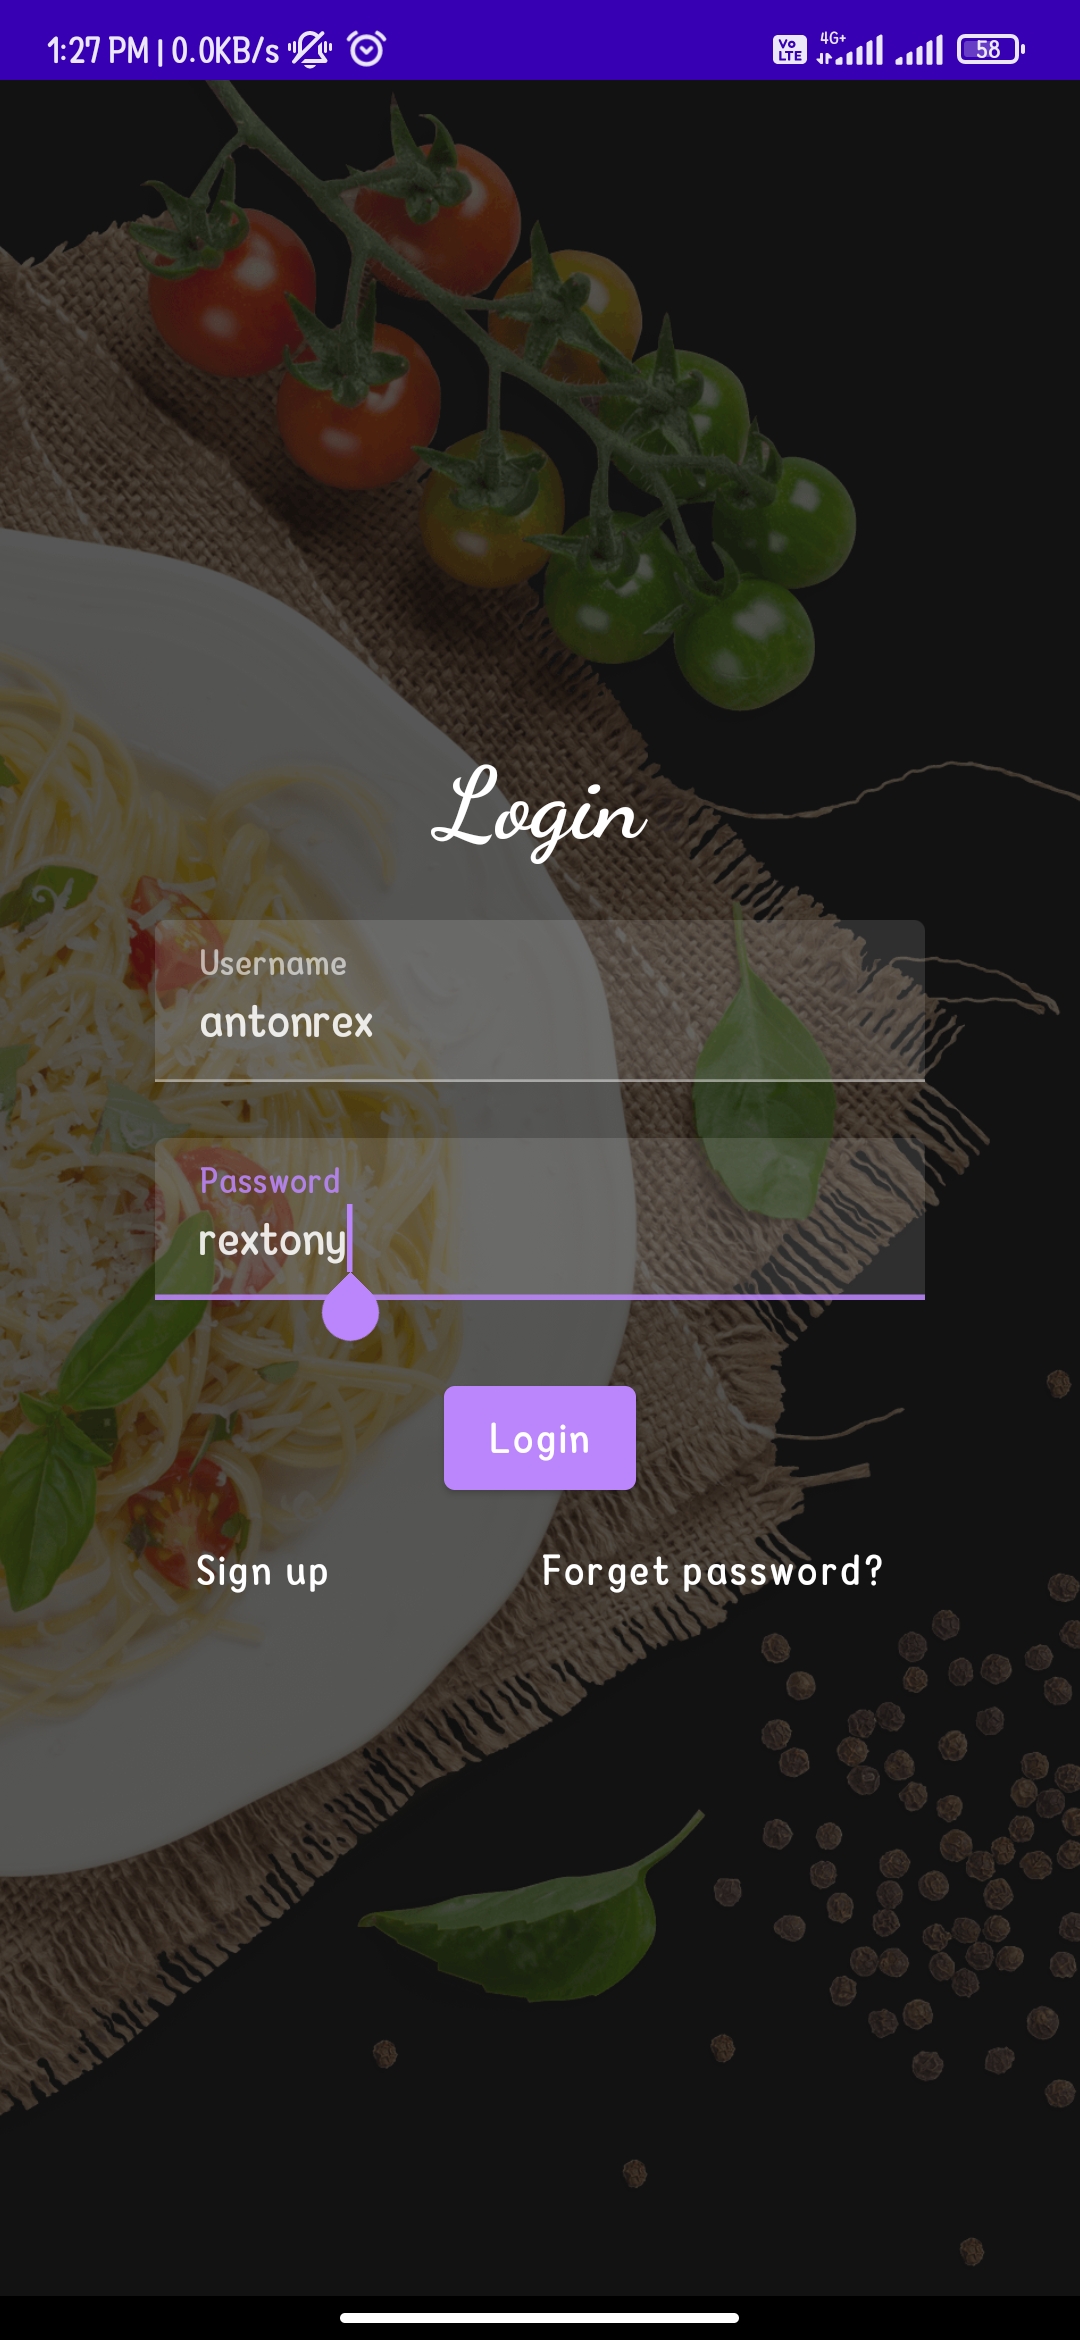 1:27 PM | 0.0KB/s Vo LTE 4G+ 58
Login
Username
antonrex
Password
rextony
Login
Sign up Forget password?